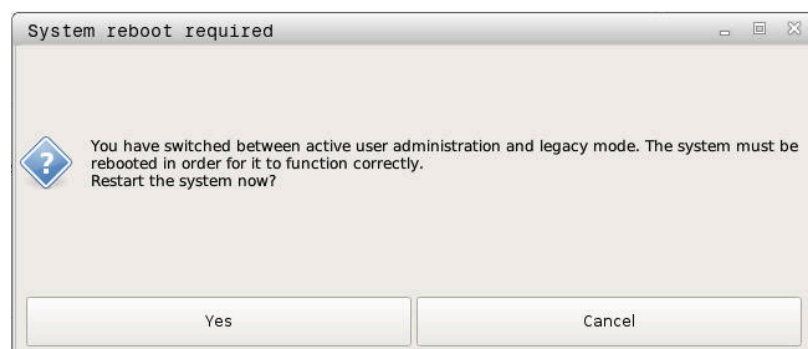 System reboot required
You have switched between active user administration and legacy mode. The system must be
rebooted in order for it to function correctly.
Restart the system now?
Yes
Cancel